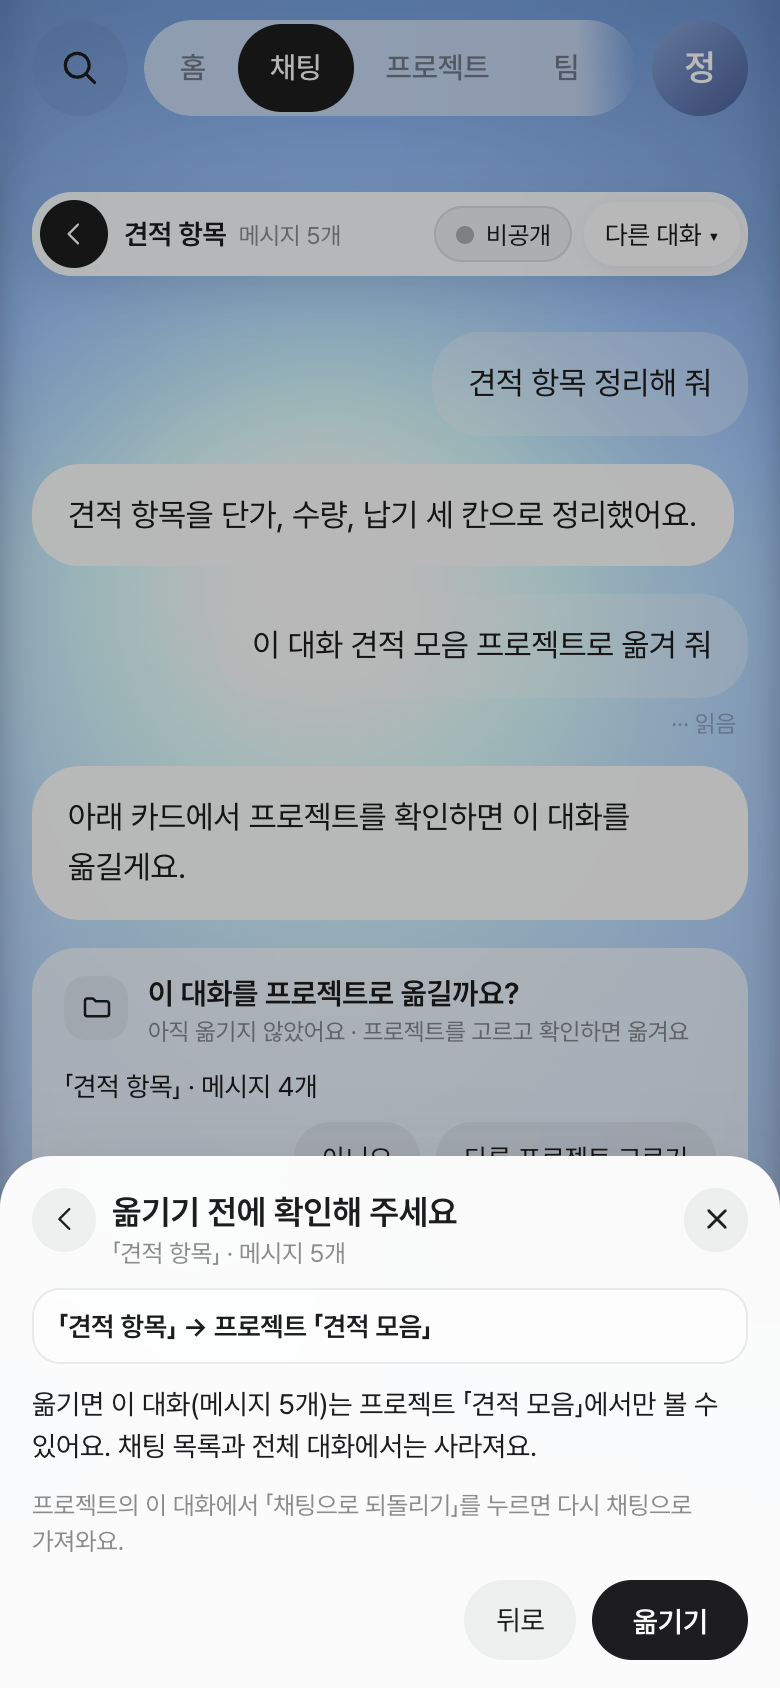 홈 채팅 프로젝트 팀 정
견적 항목 메시지 5개 비공개 다른 대화 ▾
견적 항목 정리해 줘
견적 항목을 단가, 수량, 납기 세 칸으로 정리했어요.
이 대화 견적 모음 프로젝트로 옮겨 줘
··· 읽음
아래 카드에서 프로젝트를 확인하면 이 대화를
옮길게요.
이 대화를 프로젝트로 옮길까요?
아직 옮기지 않았어요 · 프로젝트를 고르고 확인하면 옮겨요
「견적 항목」 · 메시지 4개
아니요 다른 프로젝트 고르기
옮기기 전에 확인해 주세요
「견적 항목」 · 메시지 5개
「견적 항목」 → 프로젝트 「견적 모음」
옮기면 이 대화(메시지 5개)는 프로젝트 「견적 모음」에서만 볼 수
있어요. 채팅 목록과 전체 대화에서는 사라져요.
프로젝트의 이 대화에서 「채팅으로 되돌리기」를 누르면 다시 채팅으로
가져와요.
뒤로 옮기기